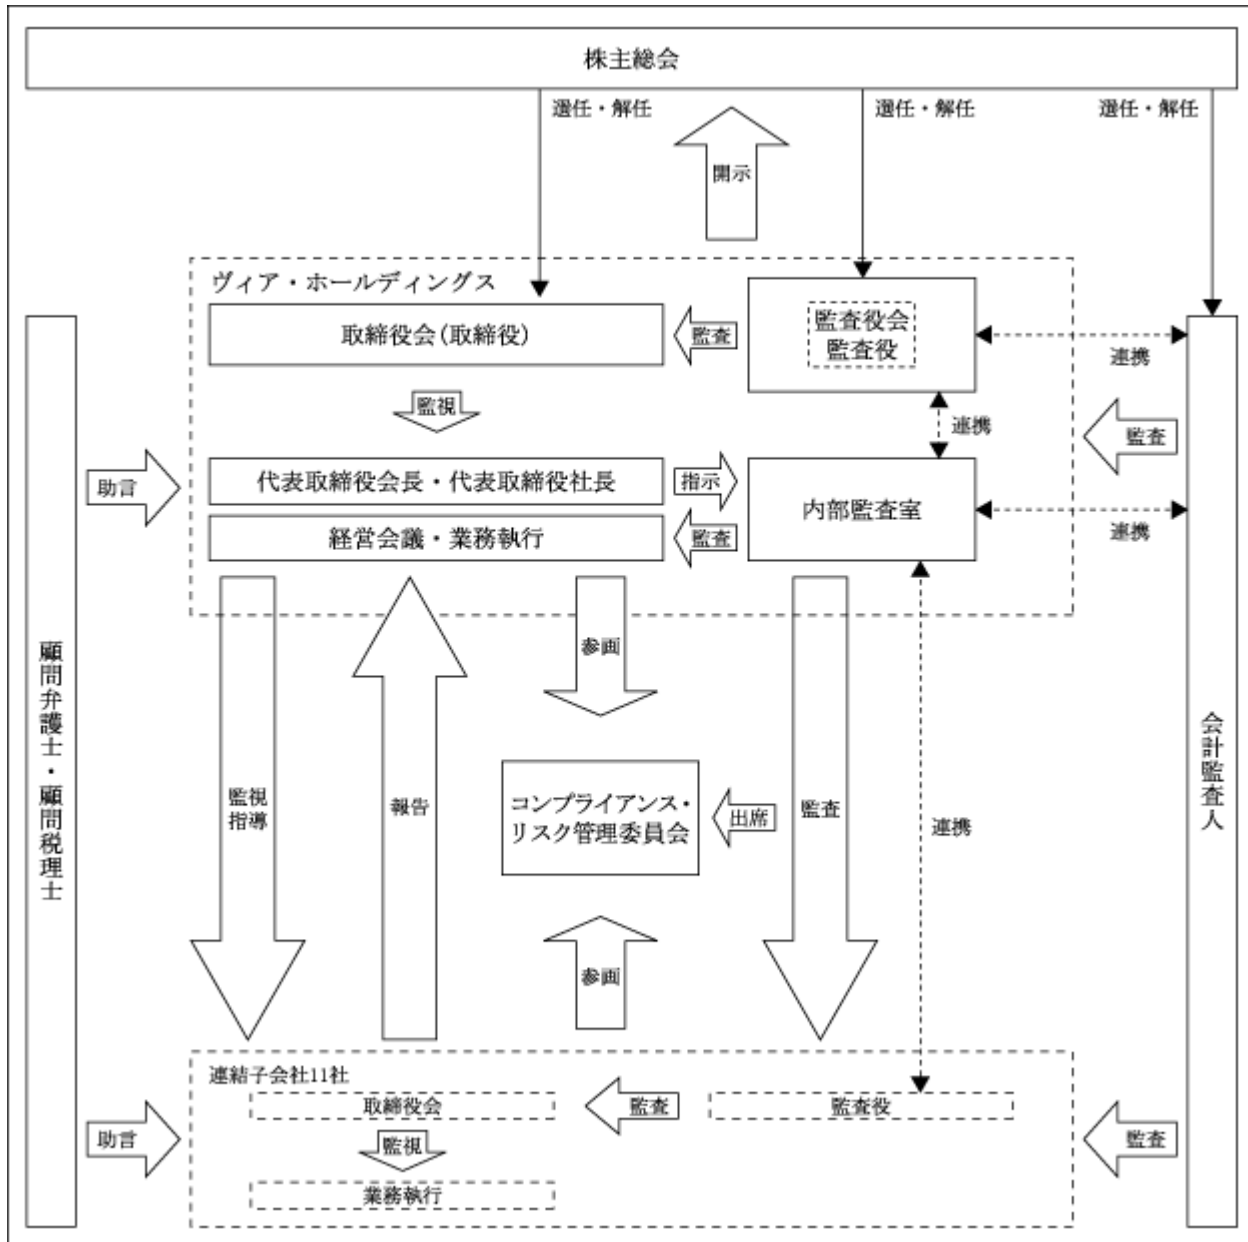 株主総会
選任・解任
選任・解任
選任・解任
開示
ヴィア・ホールディングス
取締役会(取締役)
監査
監査役会
監査役
連携
監視
連携
監査
助言
代表取締役会長・代表取締役社長
指示
内部監査室
経営会議・業務執行
監査
連携
顧問弁護士・顧問税理士
会計監査人
参画
監視
指導
報告
コンプライアンス・
リスク管理委員会
出席
監査
連携
参画
連結子会社11社
取締役会
監査
監査役
助言
監視
監査
業務執行